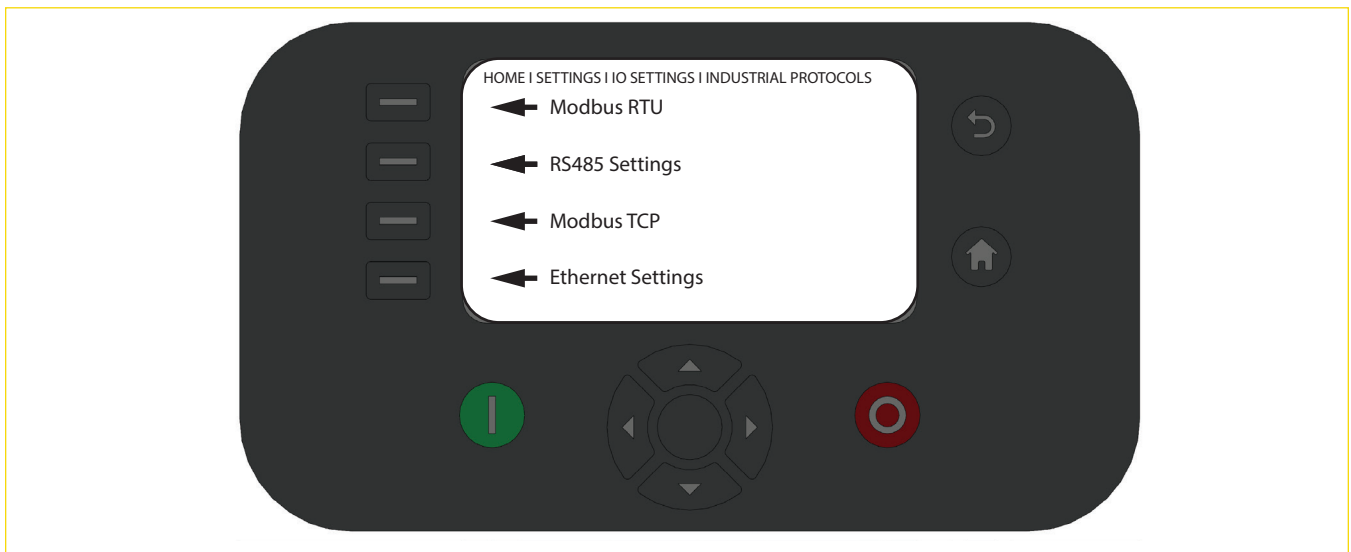 HOME I SETTINGS I IO SETTINGS I INDUSTRIAL PROTOCOLS
Modbus RTU
RS485 Settings
Modbus TCP
Ethernet Settings